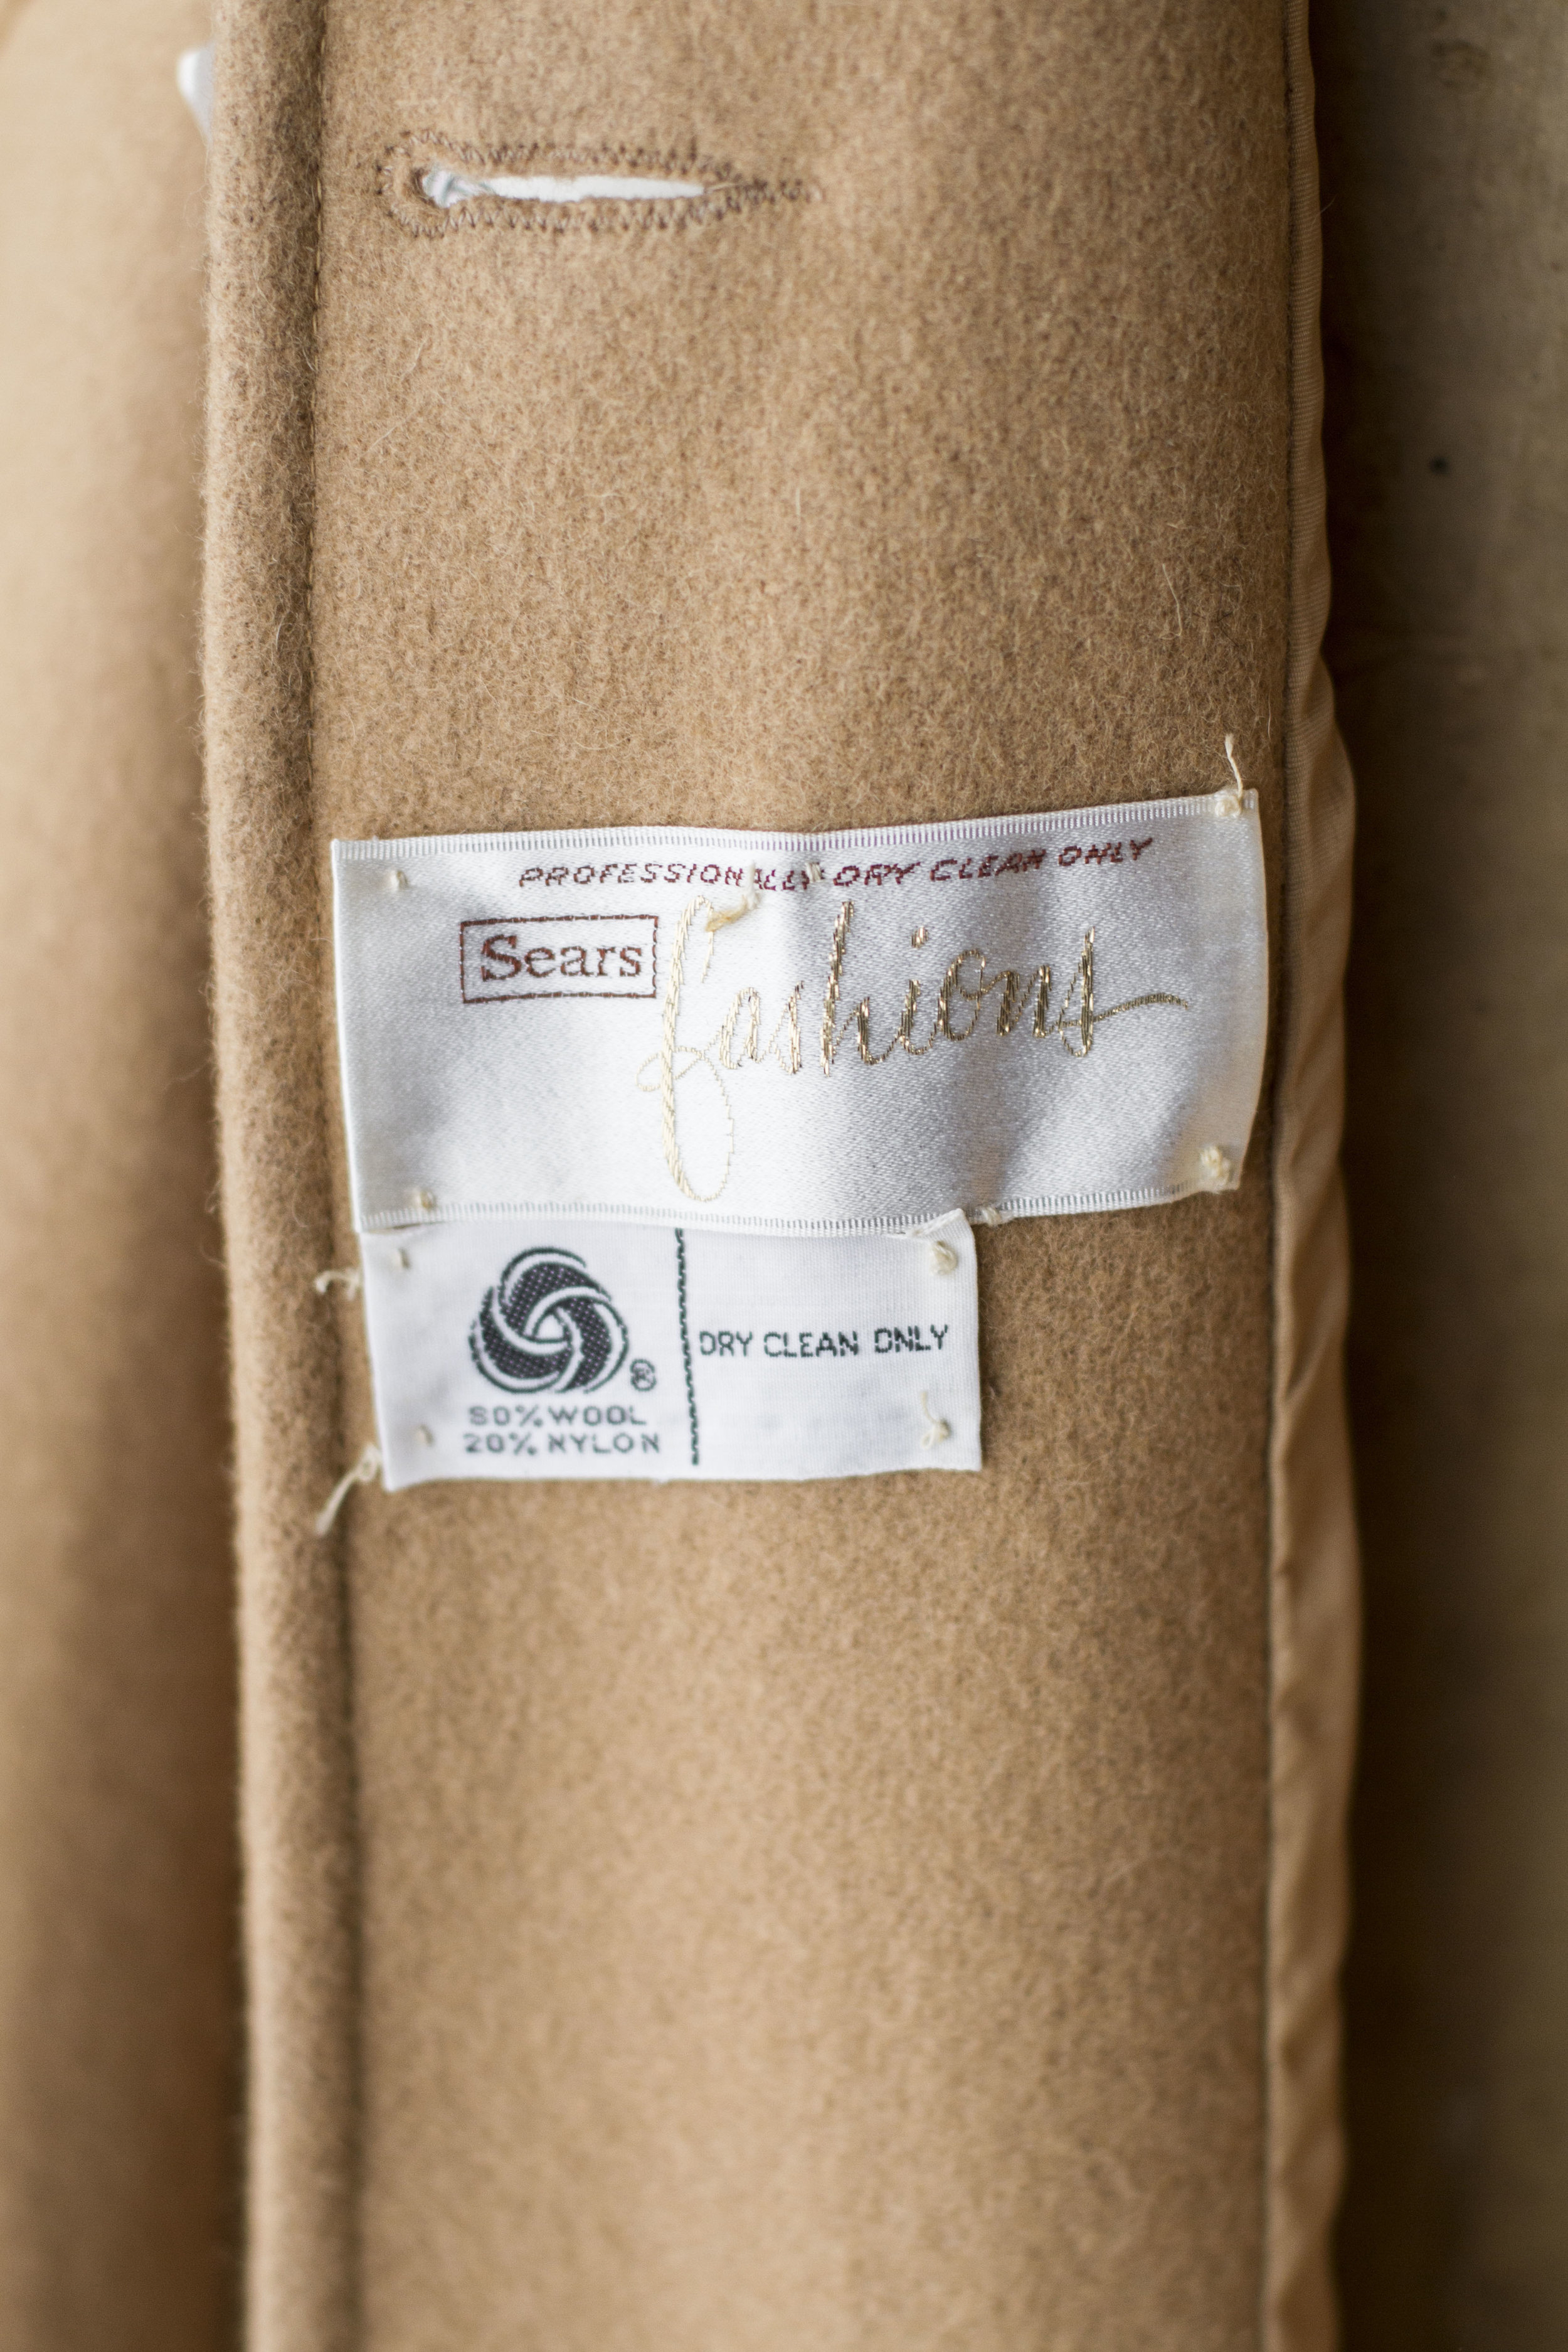 PROFESSIONALLY DRY CLEAN ONLY
Sears fashions
®
80% WOOL
20% NYLON
DRY CLEAN ONLY